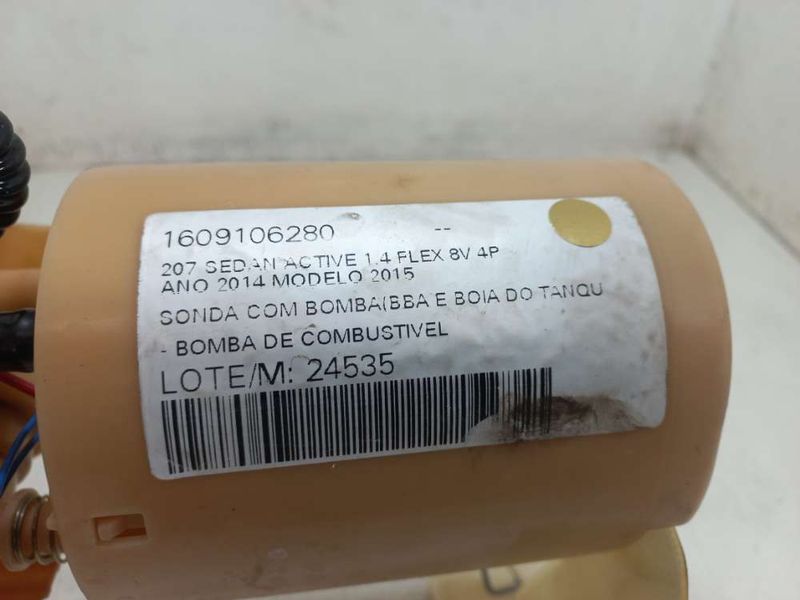 1609106280 --
207 SEDAN ACTIVE 1.4 FLEX 8V 4P
ANO 2014 MODELO 2015
SONDA COM BOMBA(BBA E BOIA DO TANQU
- BOMBA DE COMBUSTIVEL
LOTE/M: 24535